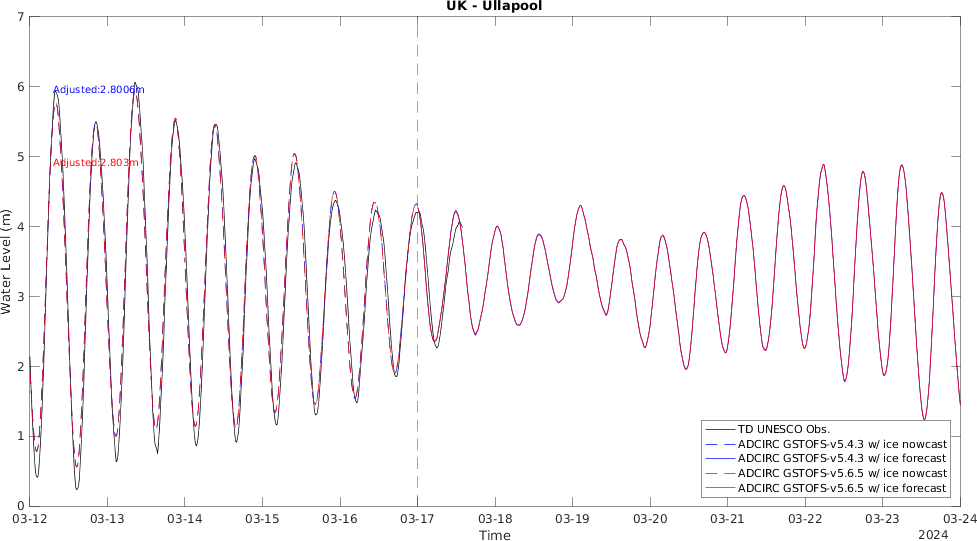 UK - Ullapool
7
6
5
4
3
2
1
0
Water Level (m)
Adjusted:2.8006m
Adjusted:2.803m
TD UNESCO Obs.
ADCIRC GSTOFS-v5.4.3 w/ ice nowcast
ADCIRC GSTOFS-v5.4.3 w/ ice forecast
ADCIRC GSTOFS-v5.6.5 w/ ice nowcast
ADCIRC GSTOFS-v5.6.5 w/ ice forecast
03-12 03-13 03-14 03-15 03-16 03-17 03-18 03-19 03-20 03-21 03-22 03-23 03-24
Time
2024